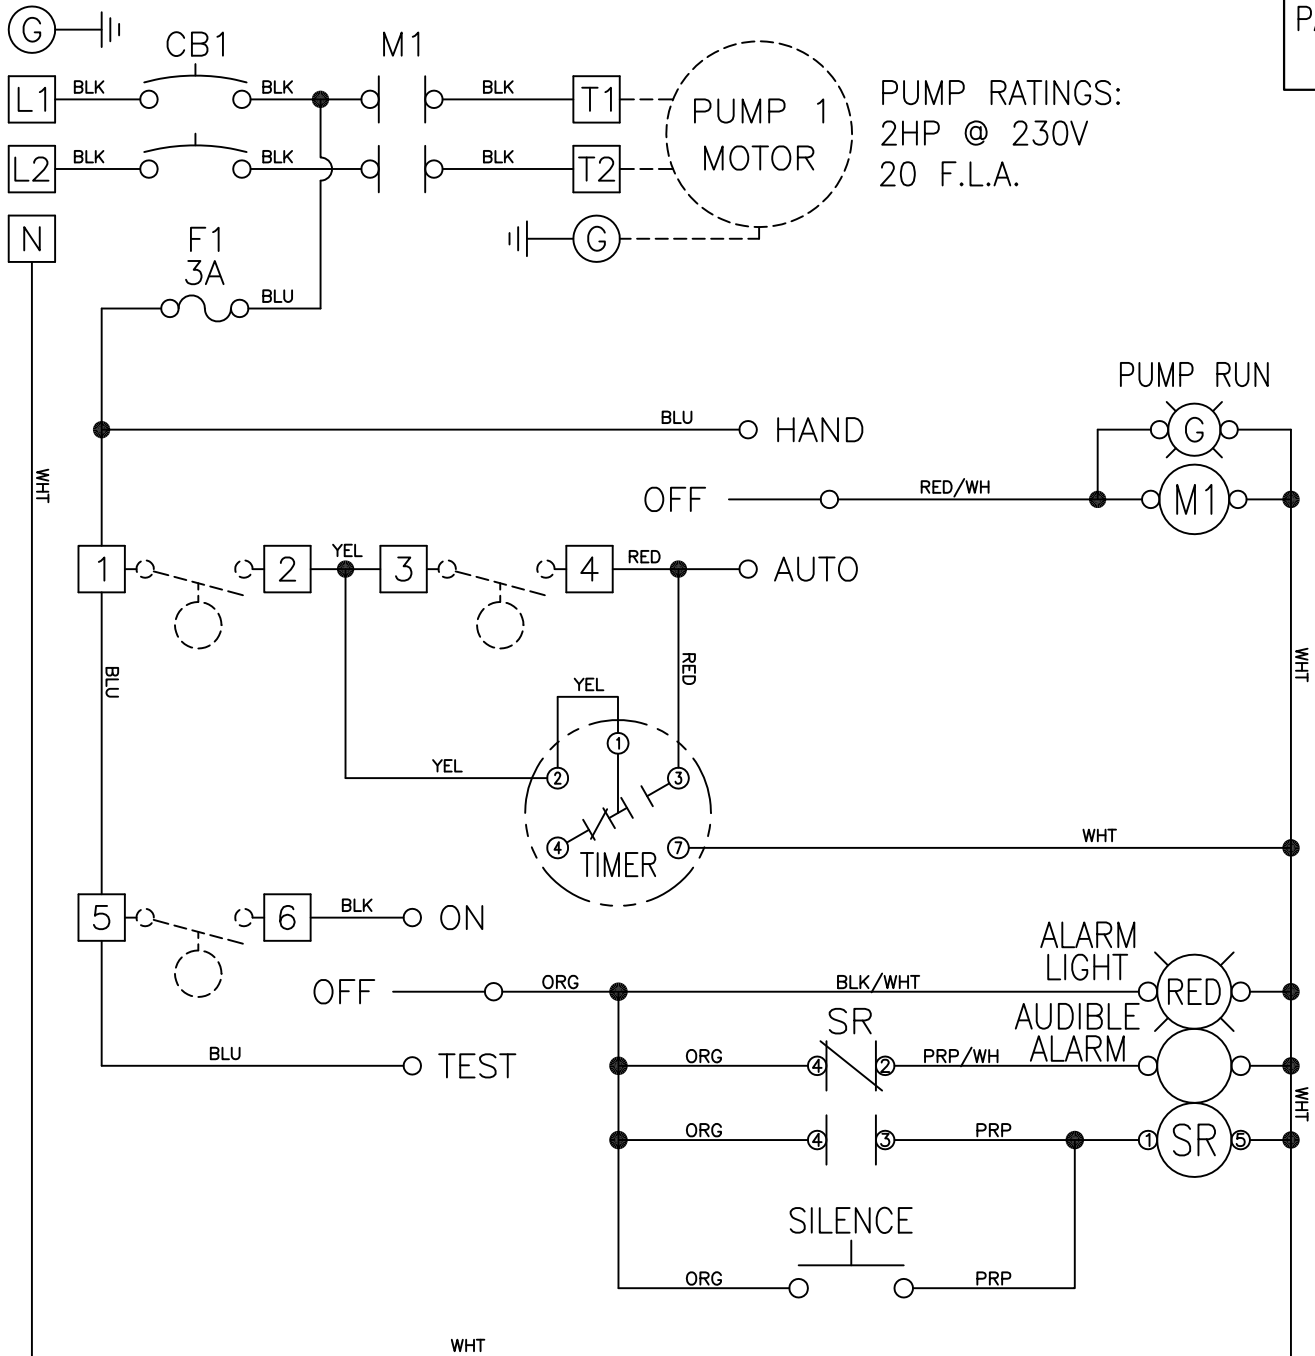 G
CB1
M1
L1
BLK
BLK
BLK
T1
PUMP 1
MOTOR
PUMP RATINGS:
2HP @ 230V
20 F.L.A.
L2
BLK
BLK
BLK
T2
N
F1
3A
G
BLU
PUMP RUN
BLU
HAND
G
WHT
OFF
RED/WH
M1
1
2
YEL
3
4
RED
AUTO
BLU
RED
WHT
YEL
1
YEL
2
3
4
TIMER
7
WHT
5
6
BLK
ON
ALARM
LIGHT
OFF
ORG
BLK/WHT
RED
SR
AUDIBLE
ALARM
BLU
TEST
ORG
4
2
PRP/WH
WHT
ORG
4
3
PRP
1
SR
5
SILENCE
ORG
PRP
WHT